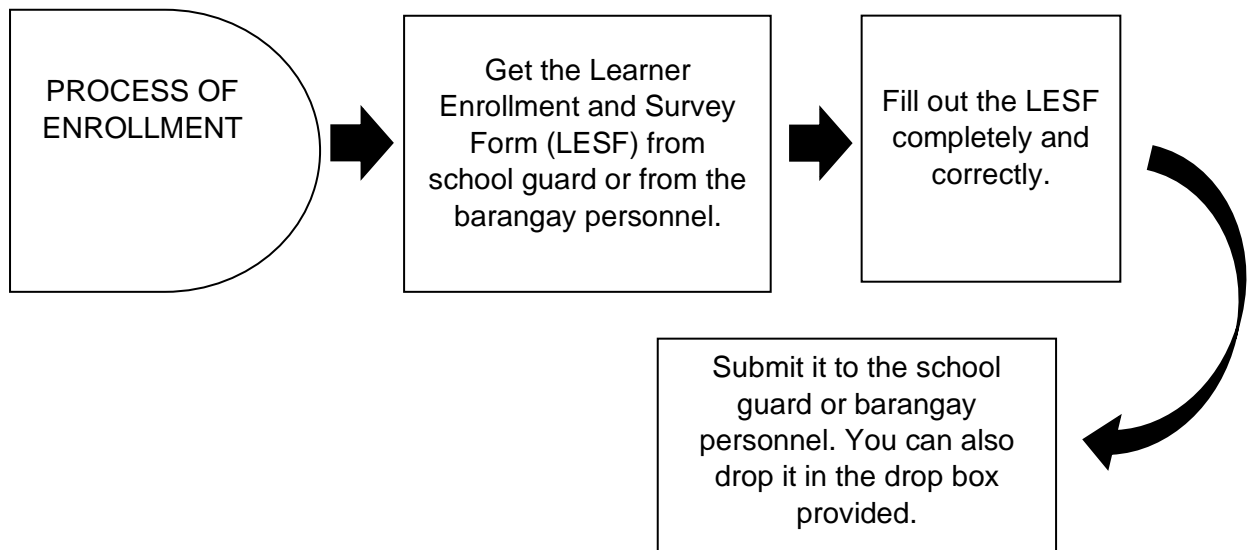 PROCESS OF
ENROLLMENT
Get the Learner
Enrollment and Survey
Form (LESF) from
school guard or from the
barangay personnel.
Fill out the LESF
completely and
correctly.
Submit it to the school
guard or barangay
personnel. You can also
drop it in the drop box
provided.